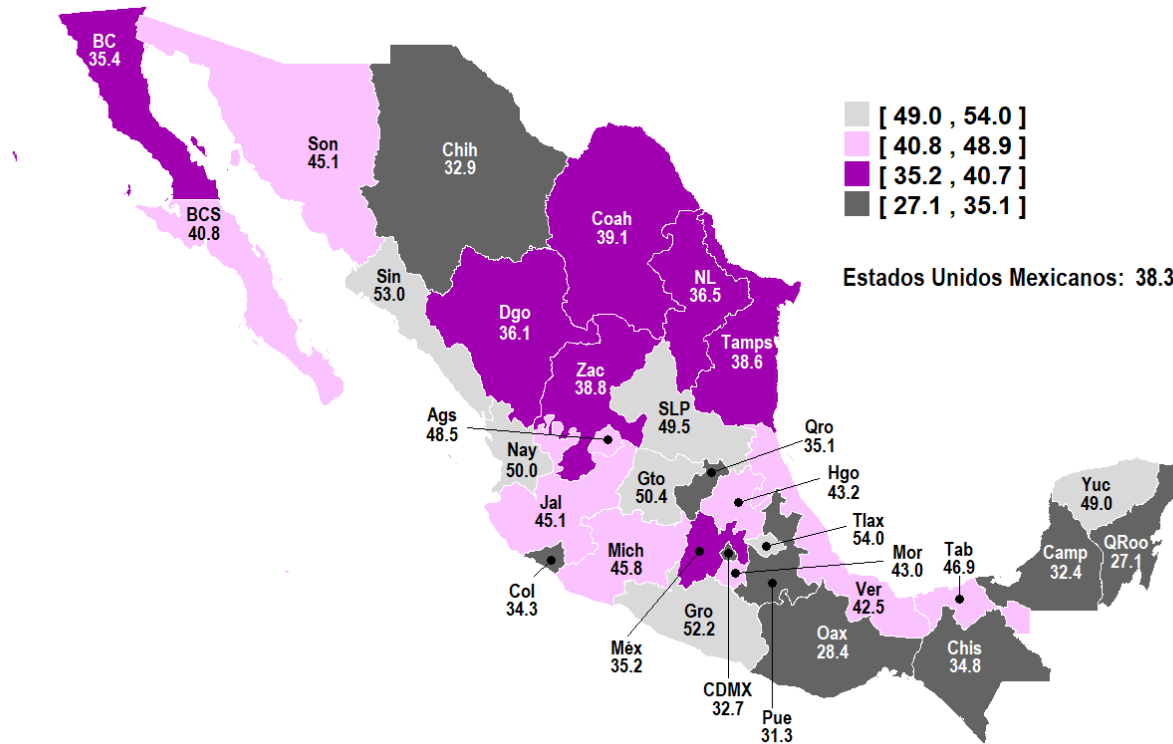 BC
35.4
Son
45.1
Chih
32.9
BCS
40.8
Coah
39.1
Sin
53.0
NL
36.5
Dgo
36.1
Tamps
38.6
Zac
38.8
[ 49.0 , 54.0 ]
[ 40.8 , 48.9 ]
[ 35.2 , 40.7 ]
[ 27.1 , 35.1 ]
Estados Unidos Mexicanos: 38.3
Ags
48.5
SLP
49.5
Qro
35.1
Nay
50.0
Gto
50.4
Hgo
43.2
Yuc
49.0
Jal
45.1
Tlax
54.0
Mich
45.8
Mor
43.0
Tab
46.9
Camp
32.4
QRoo
27.1
Col
34.3
Ver
42.5
Gro
52.2
Oax
28.4
Chis
34.8
Méx
35.2
CDMX
32.7
Pue
31.3